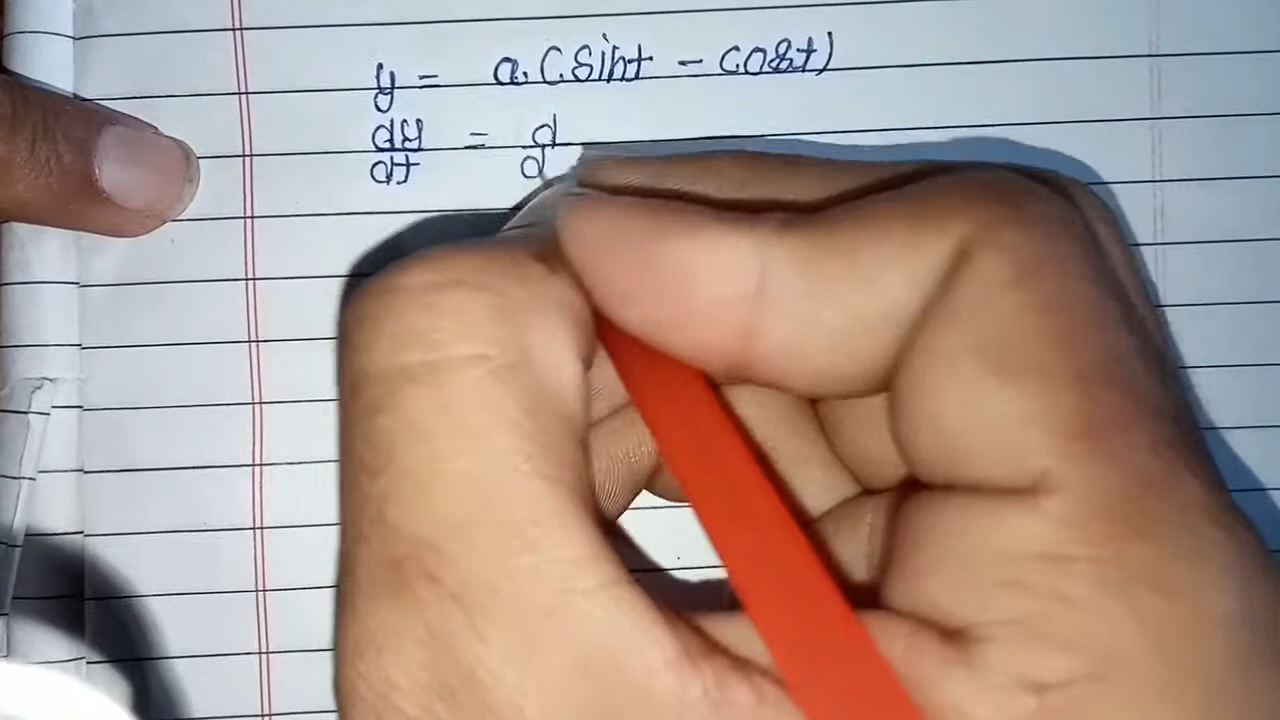 y = a (sint - cost)
dy/dt = d/d